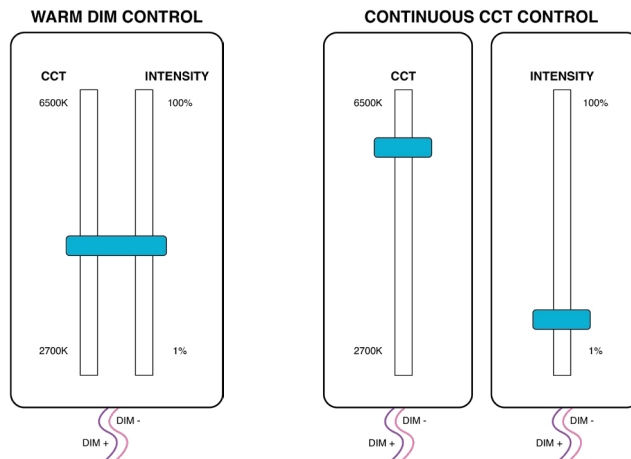 WARM DIM CONTROL
CONTINUOUS CCT CONTROL
CCT
INTENSITY
6500K
100%
2700K
1%
DIM -
DIM +
CCT
6500K
2700K
DIM -
DIM +
INTENSITY
100%
1%
DIM -
DIM +